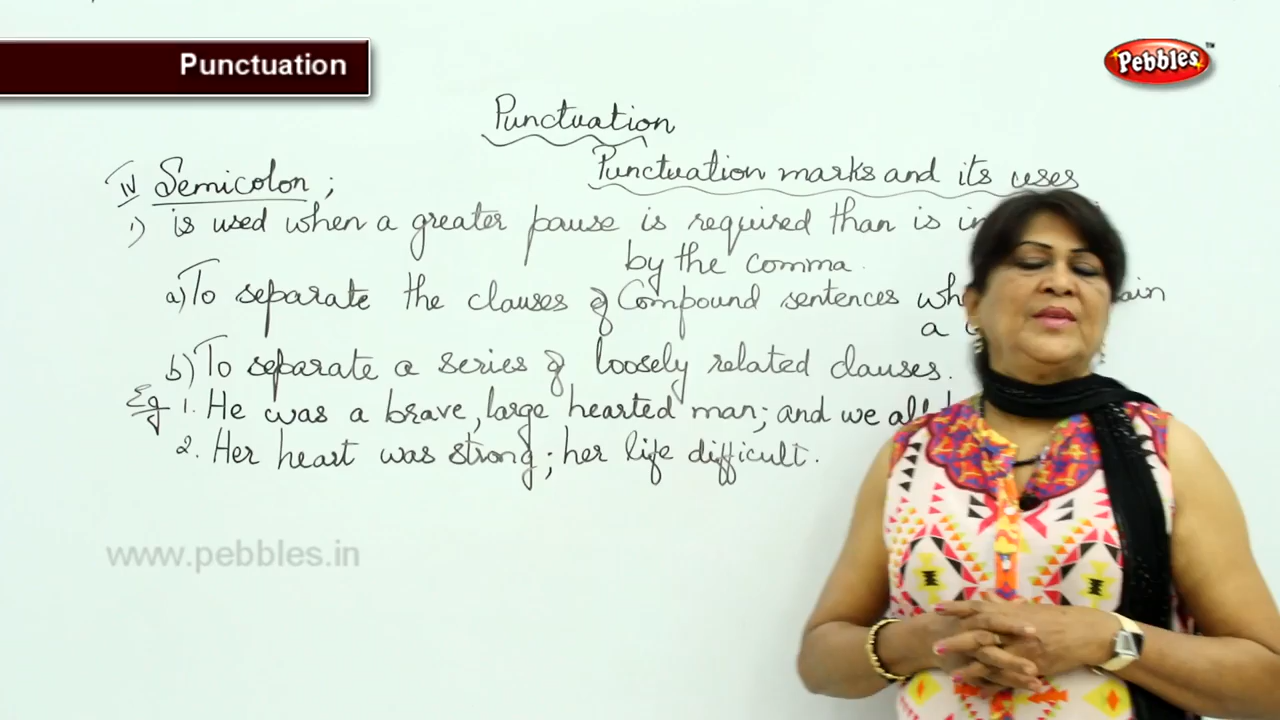 Punctuation
Pebbles™
Punctuation
IV Semicolon ;
Punctuation marks and its uses
i) is used when a greater pause is required than is
by the comma.
a) To separate the clauses of Compound sentences
a
b) To separate a series of loosely related clauses.
Eg 1. He was a brave, large hearted man; and we all
2. Her heart was strong; her life difficult.
www.pebbles.in